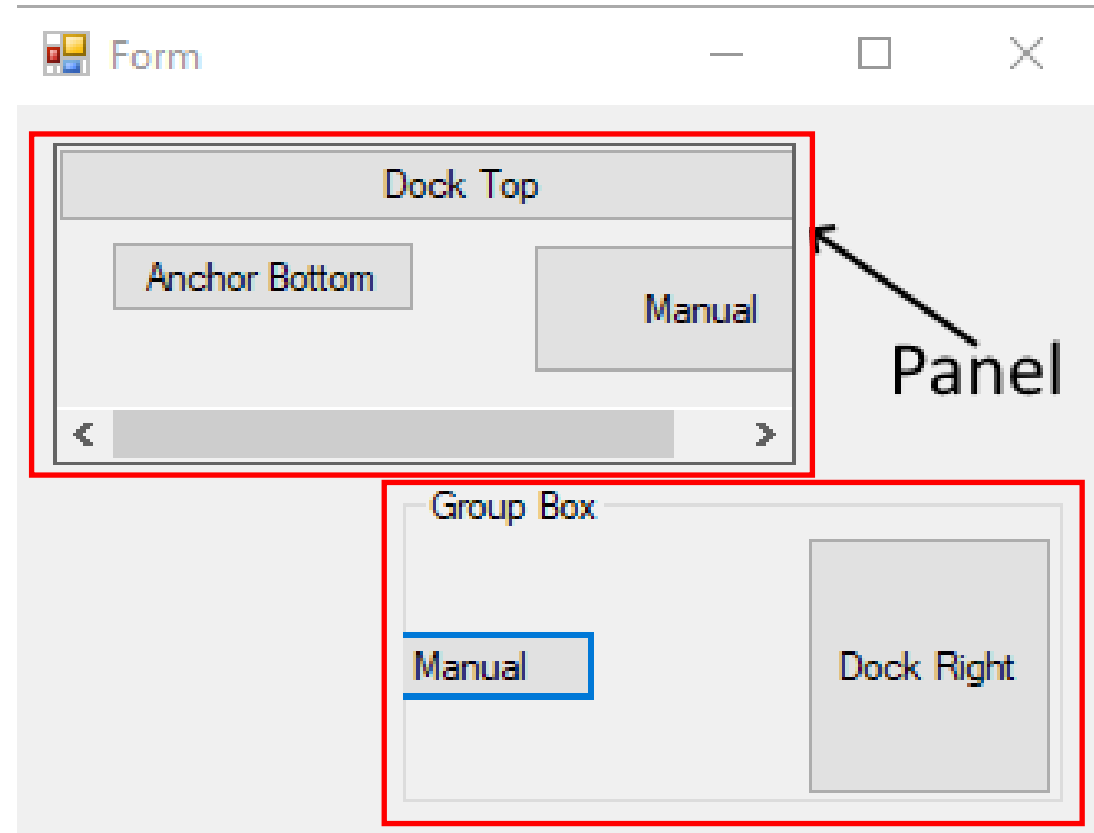 Form
Dock Top
Anchor Bottom
Manual
Panel
Group Box
Manual
Dock Right